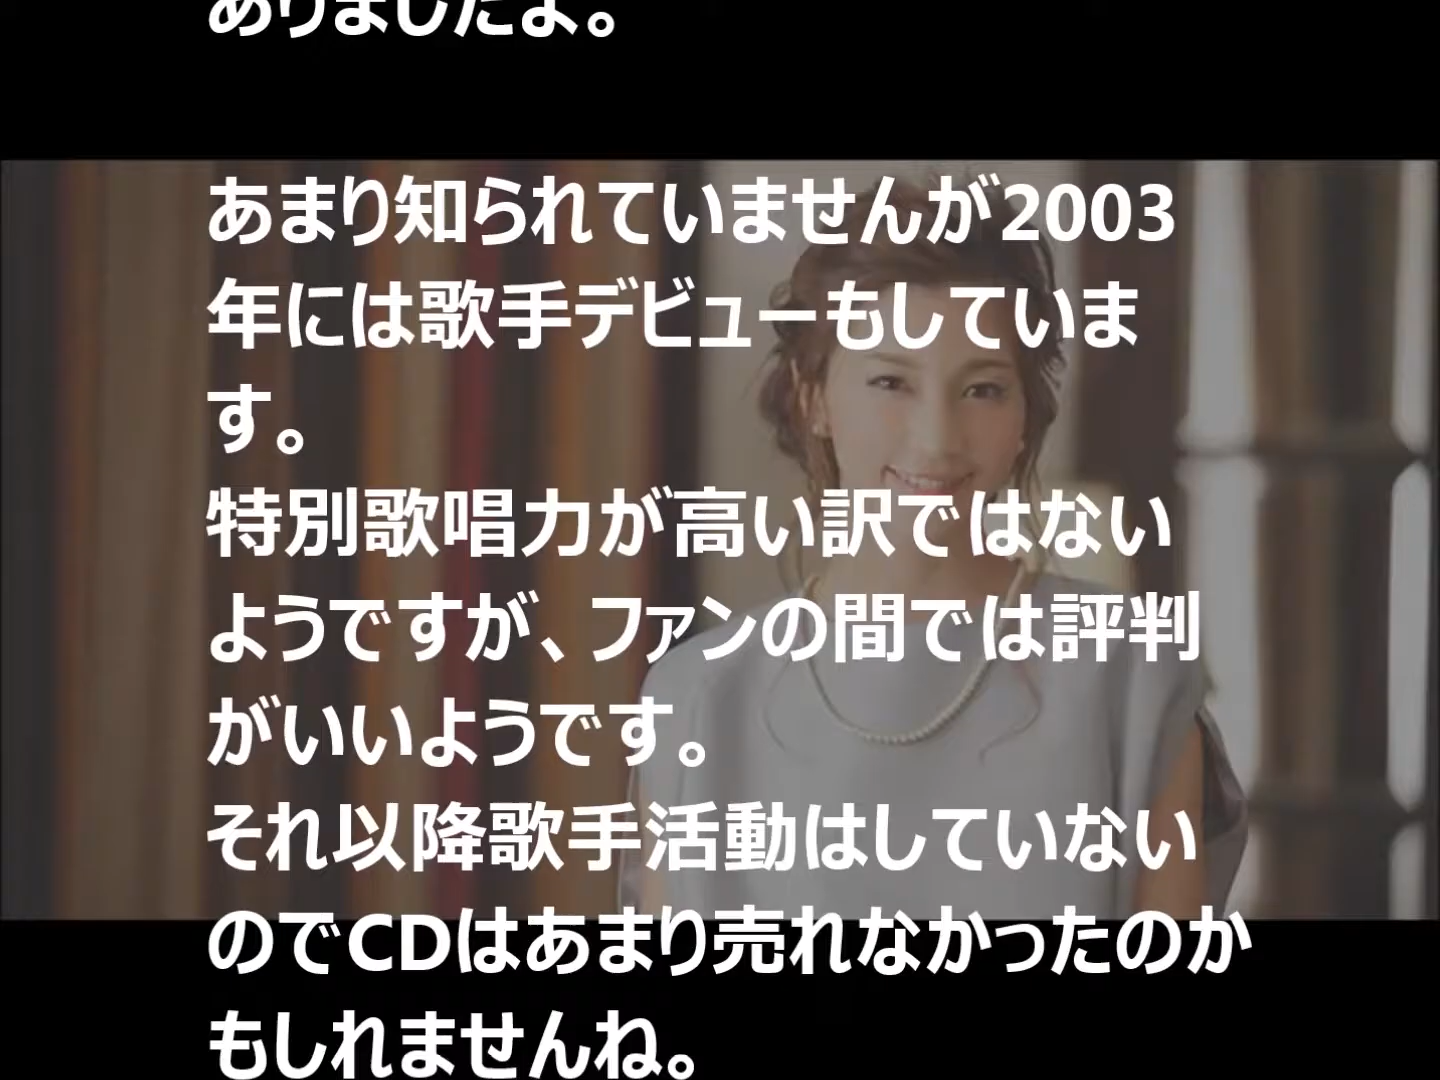 ありましたよ。
あまり知られていませんが2003
年には歌手デビューもしていま
す。
特別歌唱力が高い訳ではない
ようですが、ファンの間では評判
がいいようです。
それ以降歌手活動はしていない
のでCDはあまり売れなかったのか
もしれませんね。